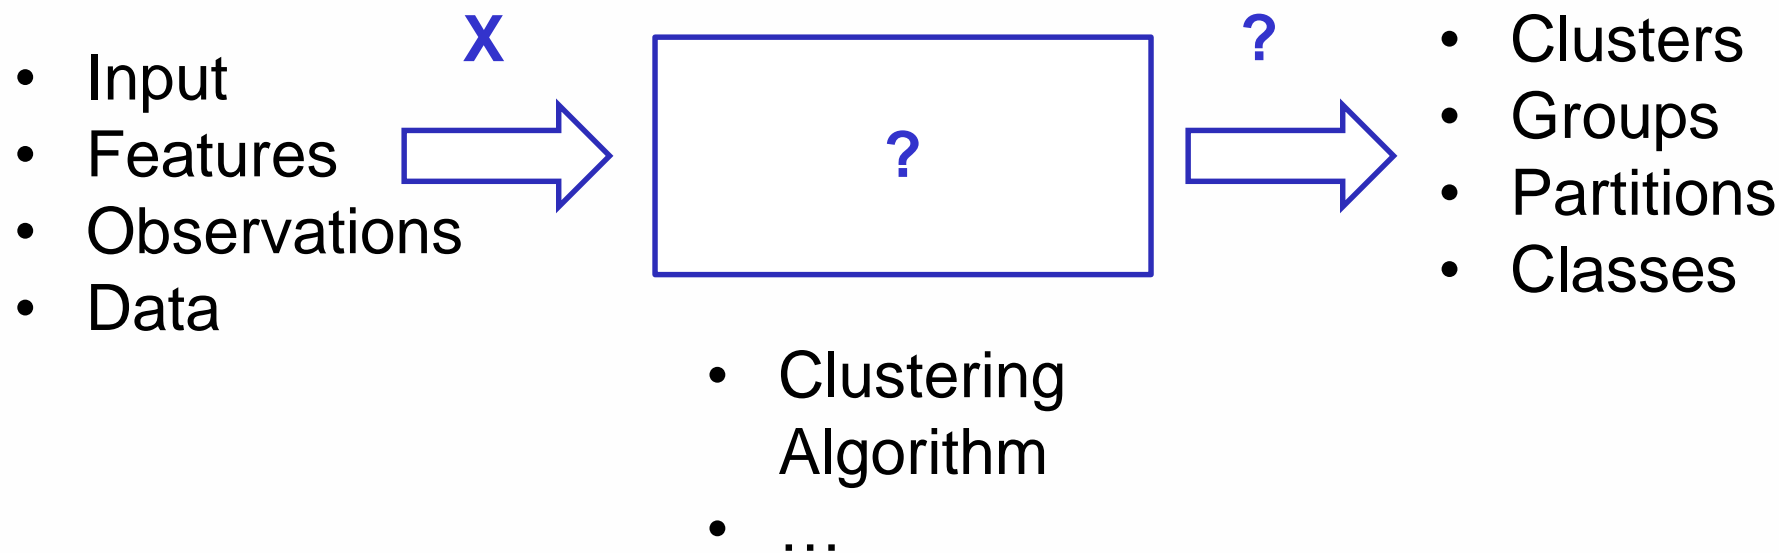 • Input
• Features
• Observations
• Data
X
?
?
• Clustering
Algorithm
• …
• Clusters
• Groups
• Partitions
• Classes